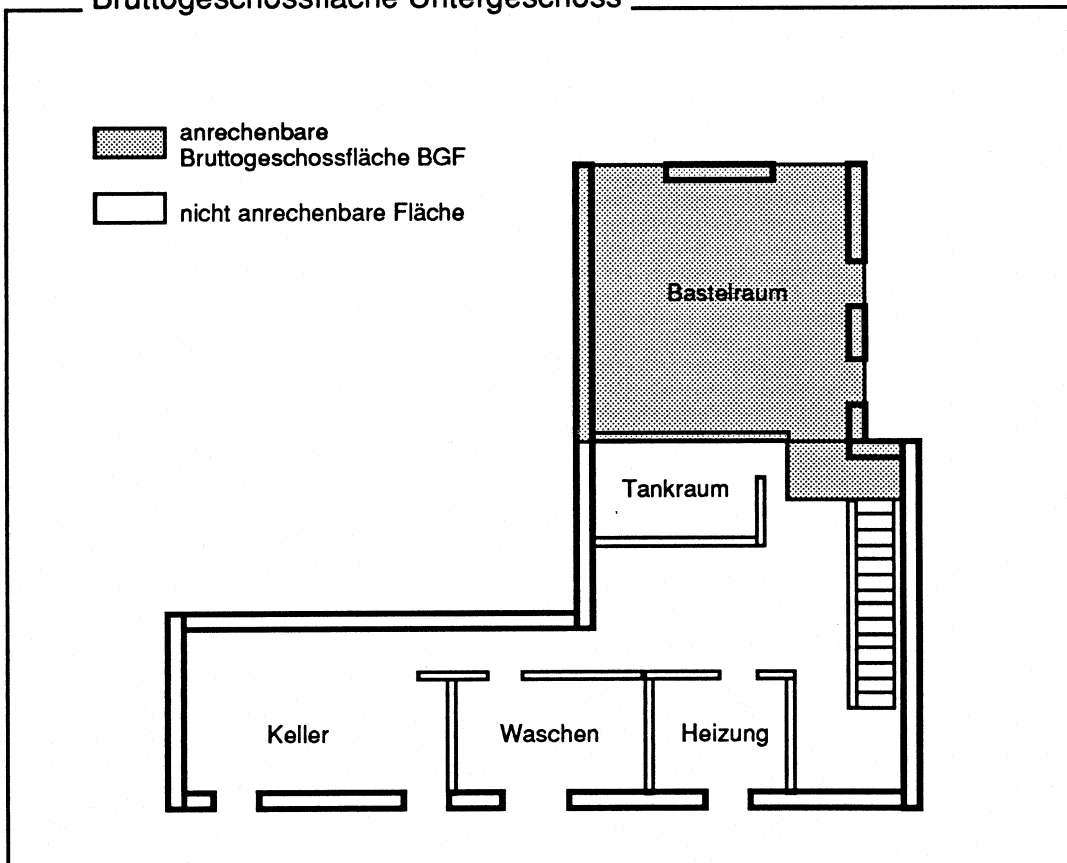 Bruttogeschossfläche Untergeschoss
anrechenbare
Bruttogeschossfläche BGF
nicht anrechenbare Fläche
Bastelraum
Tankraum
Keller
Waschen
Heizung